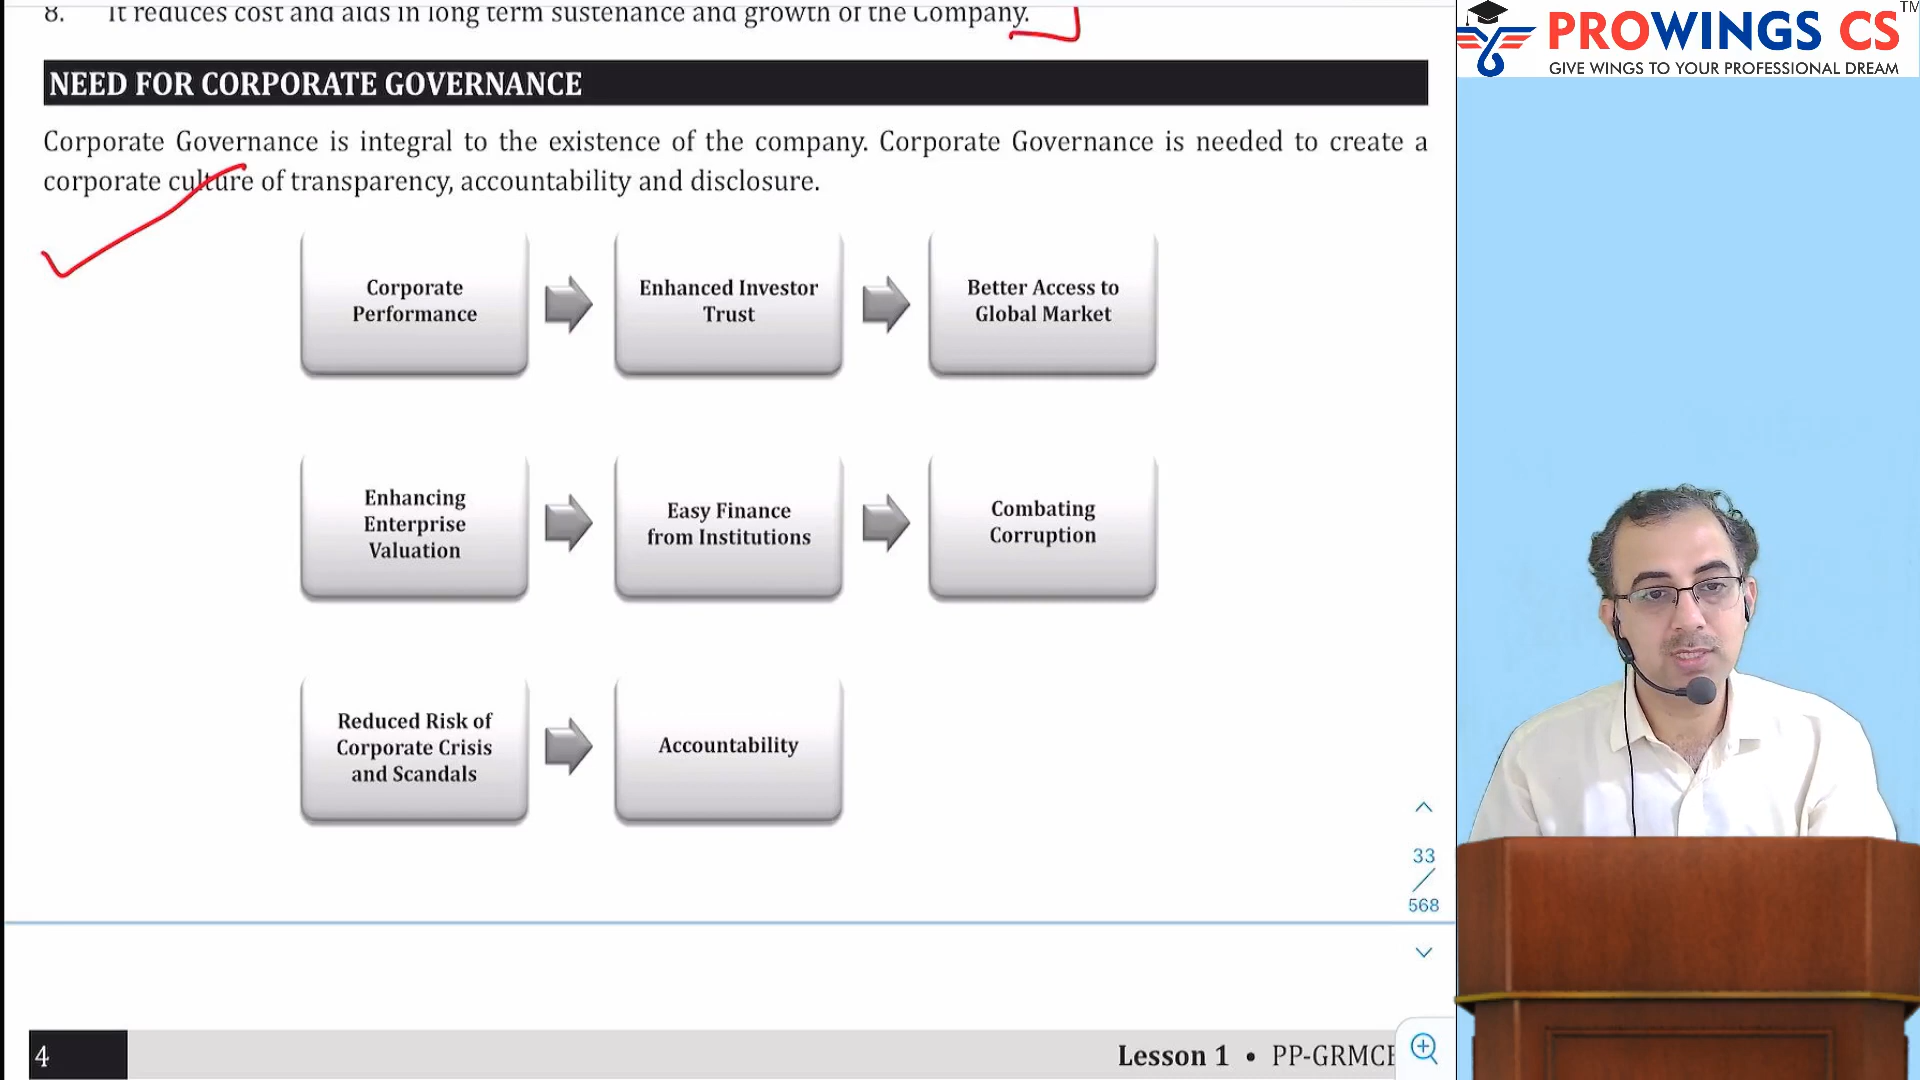 8. It reduces cost and aids in long term sustenance and growth of the Company.
NEED FOR CORPORATE GOVERNANCE
Corporate Governance is integral to the existence of the company. Corporate Governance is needed to create a
corporate culture of transparency, accountability and disclosure.
Corporate
Performance
Enhanced Investor
Trust
Better Access to
Global Market
Enhancing
Enterprise
Valuation
Easy Finance
from Institutions
Combating
Corruption
Reduced Risk of
Corporate Crisis
and Scandals
Accountability
33
568
4
Lesson 1 • PP-GRMCE
PROWINGS CS TM
GIVE WINGS TO YOUR PROFESSIONAL DREAM